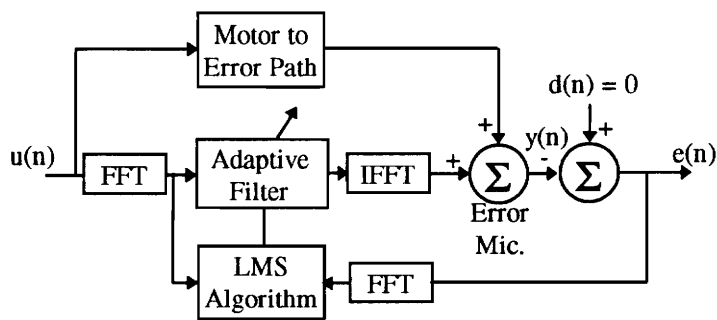 Motor to
Error Path
d(n) = 0
u(n)
FFT
Adaptive
Filter
IFFT
+
+
Σ
y(n)
-
+
Σ
e(n)
Error
Mic.
LMS
Algorithm
FFT